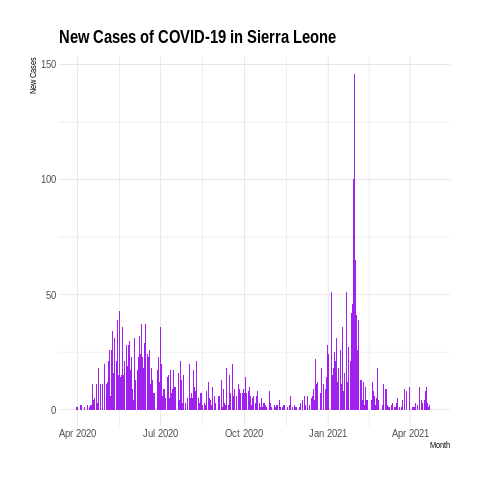 New Cases of COVID-19 in Sierra Leone
New Cases
150
100
50
0
Apr 2020 Jul 2020 Oct 2020 Jan 2021 Apr 2021
Month